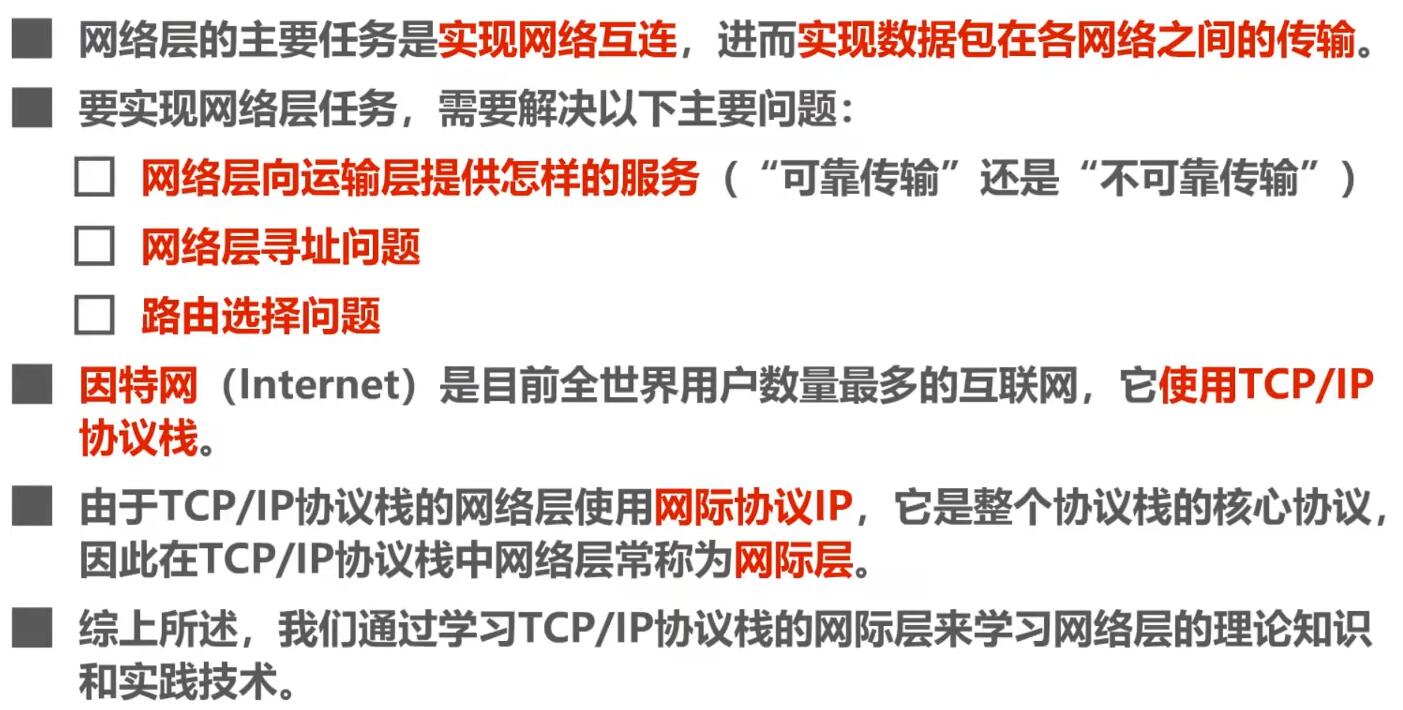 网络层的主要任务是实现网络互连，进而实现数据包在各网络之间的传输。
要实现网络层任务，需要解决以下主要问题：
网络层向运输层提供怎样的服务（“可靠传输”还是“不可靠传输”）
网络层寻址问题
路由选择问题
因特网（Internet）是目前全世界用户数量最多的互联网，它使用TCP/IP
协议栈。
由于TCP/IP协议栈的网络层使用网际协议IP，它是整个协议栈的核心协议，
因此在TCP/IP协议栈中网络层常称为网际层。
综上所述，我们通过学习TCP/IP协议栈的网际层来学习网络层的理论知识
和实践技术。